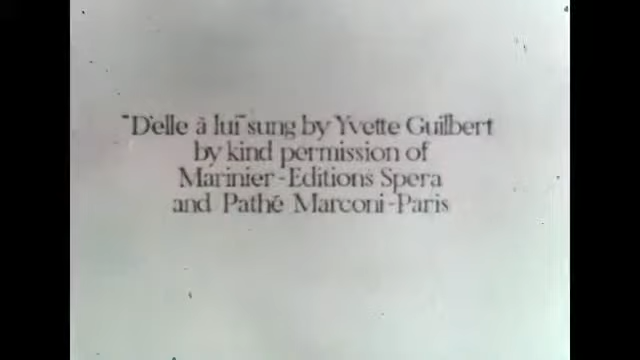 "D'elle à lui" sung by Yvette Guilbert
by kind permission of
Marinier-Editions Spera
and Pathé Marconi-Paris